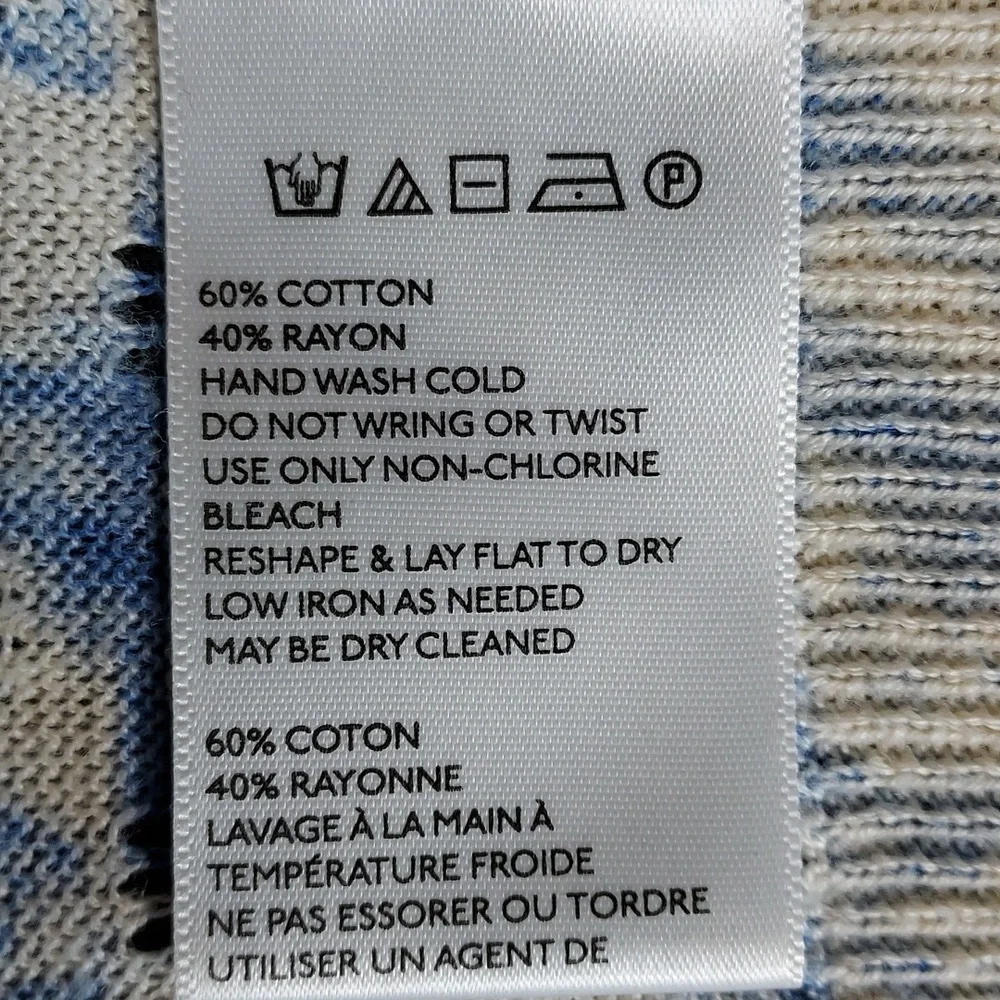 P
60% COTTON
40% RAYON
HAND WASH COLD
DO NOT WRING OR TWIST
USE ONLY NON-CHLORINE
BLEACH
RESHAPE & LAY FLAT TO DRY
LOW IRON AS NEEDED
MAY BE DRY CLEANED
60% COTON
40% RAYONNE
LAVAGE À LA MAIN À
TEMPÉRATURE FROIDE
NE PAS ESSORER OU TORDRE
UTILISER UN AGENT DE